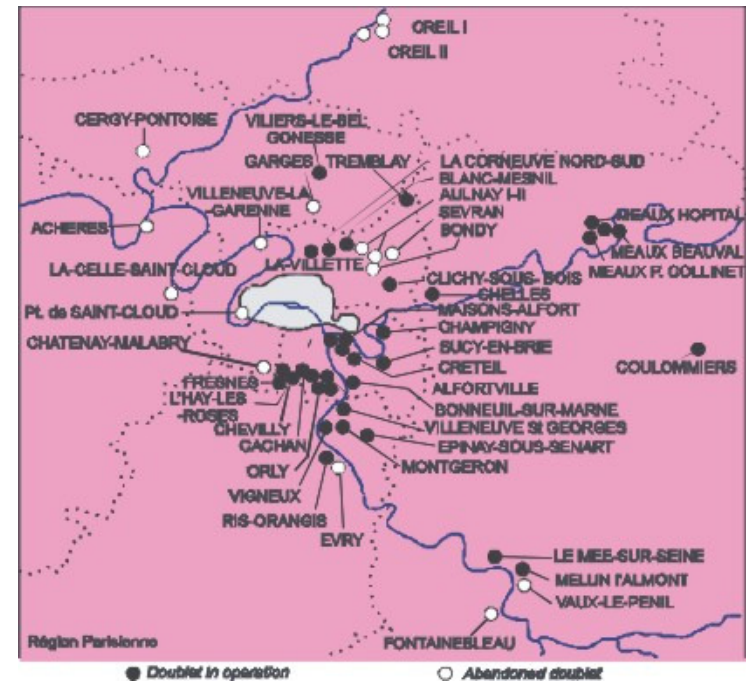 CREIL I
CREIL II
CERGY-PONTOISE
VILIERS-LE-BEL
GONESSE
GARGES
TREMBLAY
LA CORNEUVE NORD-SUD
BLANC-MESNIL
AULNAY I-II
SEVRAN
BONDY
VILLENEUVE-LA-
GARENNE
ACHERES
MEAUX HOPITAL
MEAUX BEAUVAL
MEAUX P. COLLINET
LA-CELLE-SAINT-CLOUD
LA-VILLETTE
CLICHY-SOUS- BOIS
CHELLES
Pt. de SAINT-CLOUD
MAISONS-ALFORT
CHAMPIGNY
CHATENAY-MALABRY
SUCY-EN-BRIE
COULOMMIERS
CRETEIL
FRESNES
ALFORTVILLE
L'HAY-LES
-ROSES
BONNEUIL-SUR-MARNE
CHEVILLY
VILLENEUVE St GEORGES
CACHAN
EPINAY-SOUS-SENART
ORLY
MONTGERON
VIGNEUX
RIS-ORANGIS
EVRY
LE MEE-SUR-SEINE
MELUN l'ALMONT
VAUX-LE-PENIL
FONTAINEBLEAU
Région Parisienne
Doublet in operation
Abandoned doublet